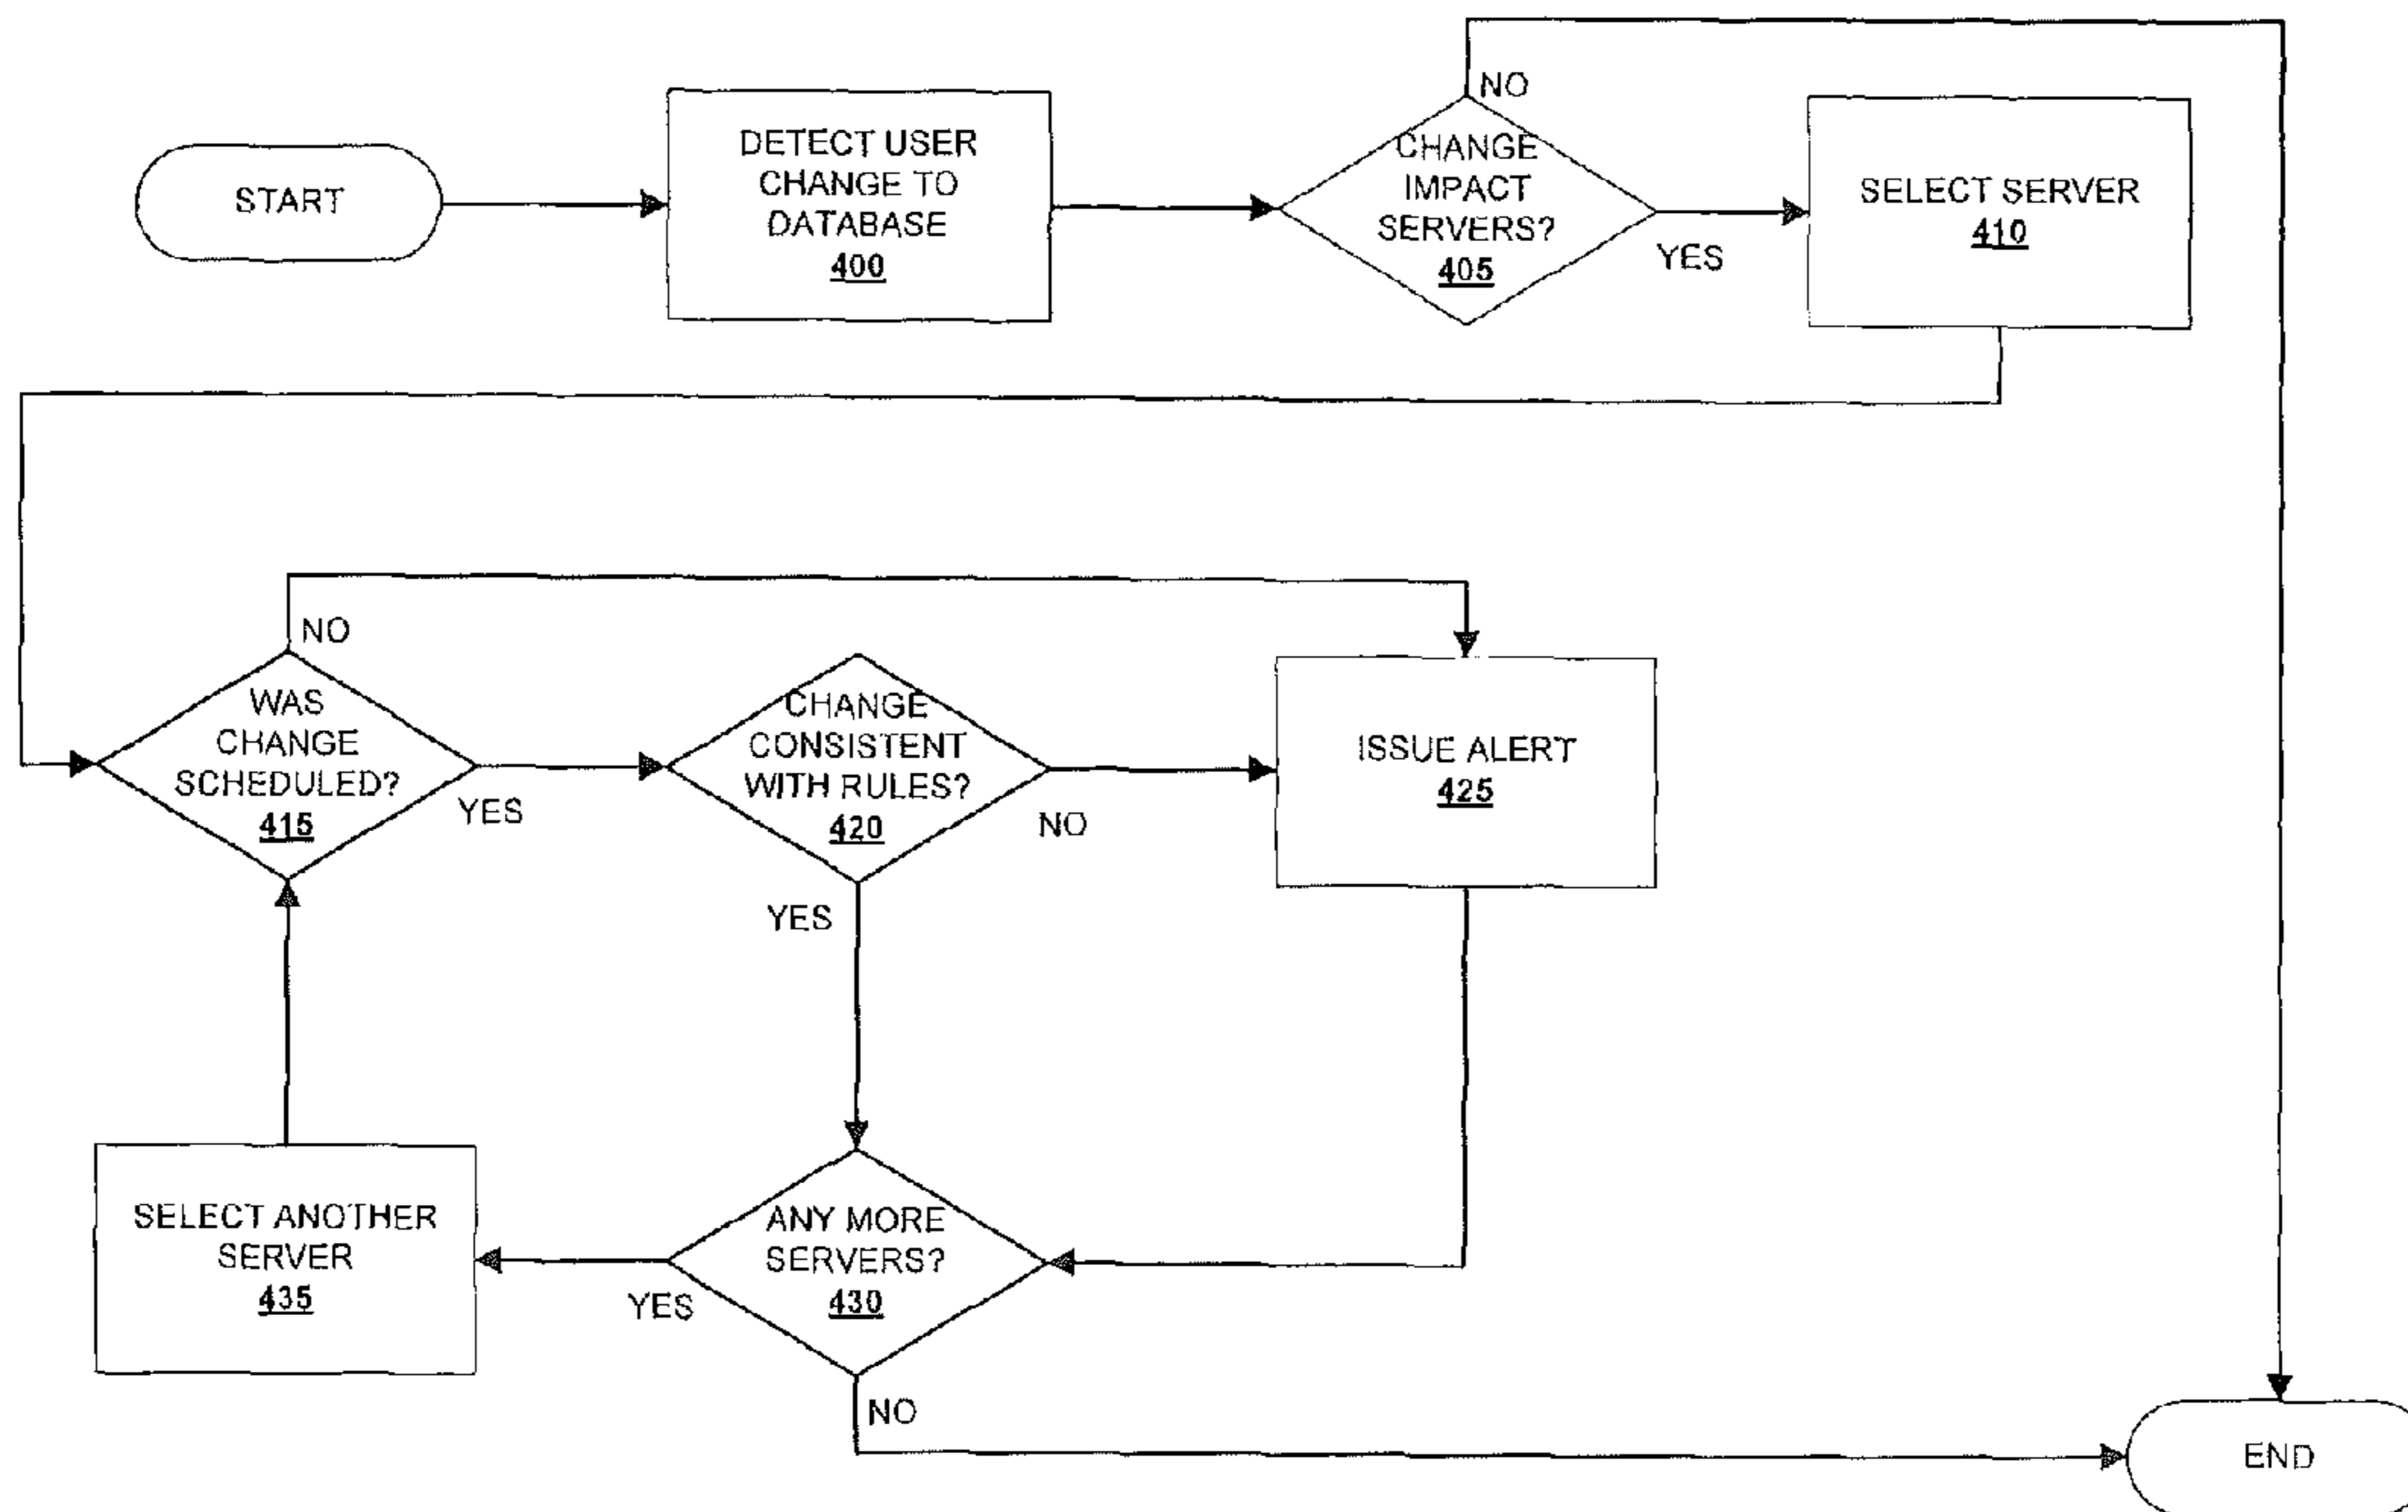 START
DETECT USER
CHANGE TO
DATABASE
400
NO
CHANGE
IMPACT
SERVERS?
405
YES
SELECT SERVER
410
NO
WAS
CHANGE
SCHEDULED?
415
YES
CHANGE
CONSISTENT
WITH RULES?
420
NO
YES
ISSUE ALERT
425
SELECT ANOTHER
SERVER
435
YES
ANY MORE
SERVERS?
430
NO
END